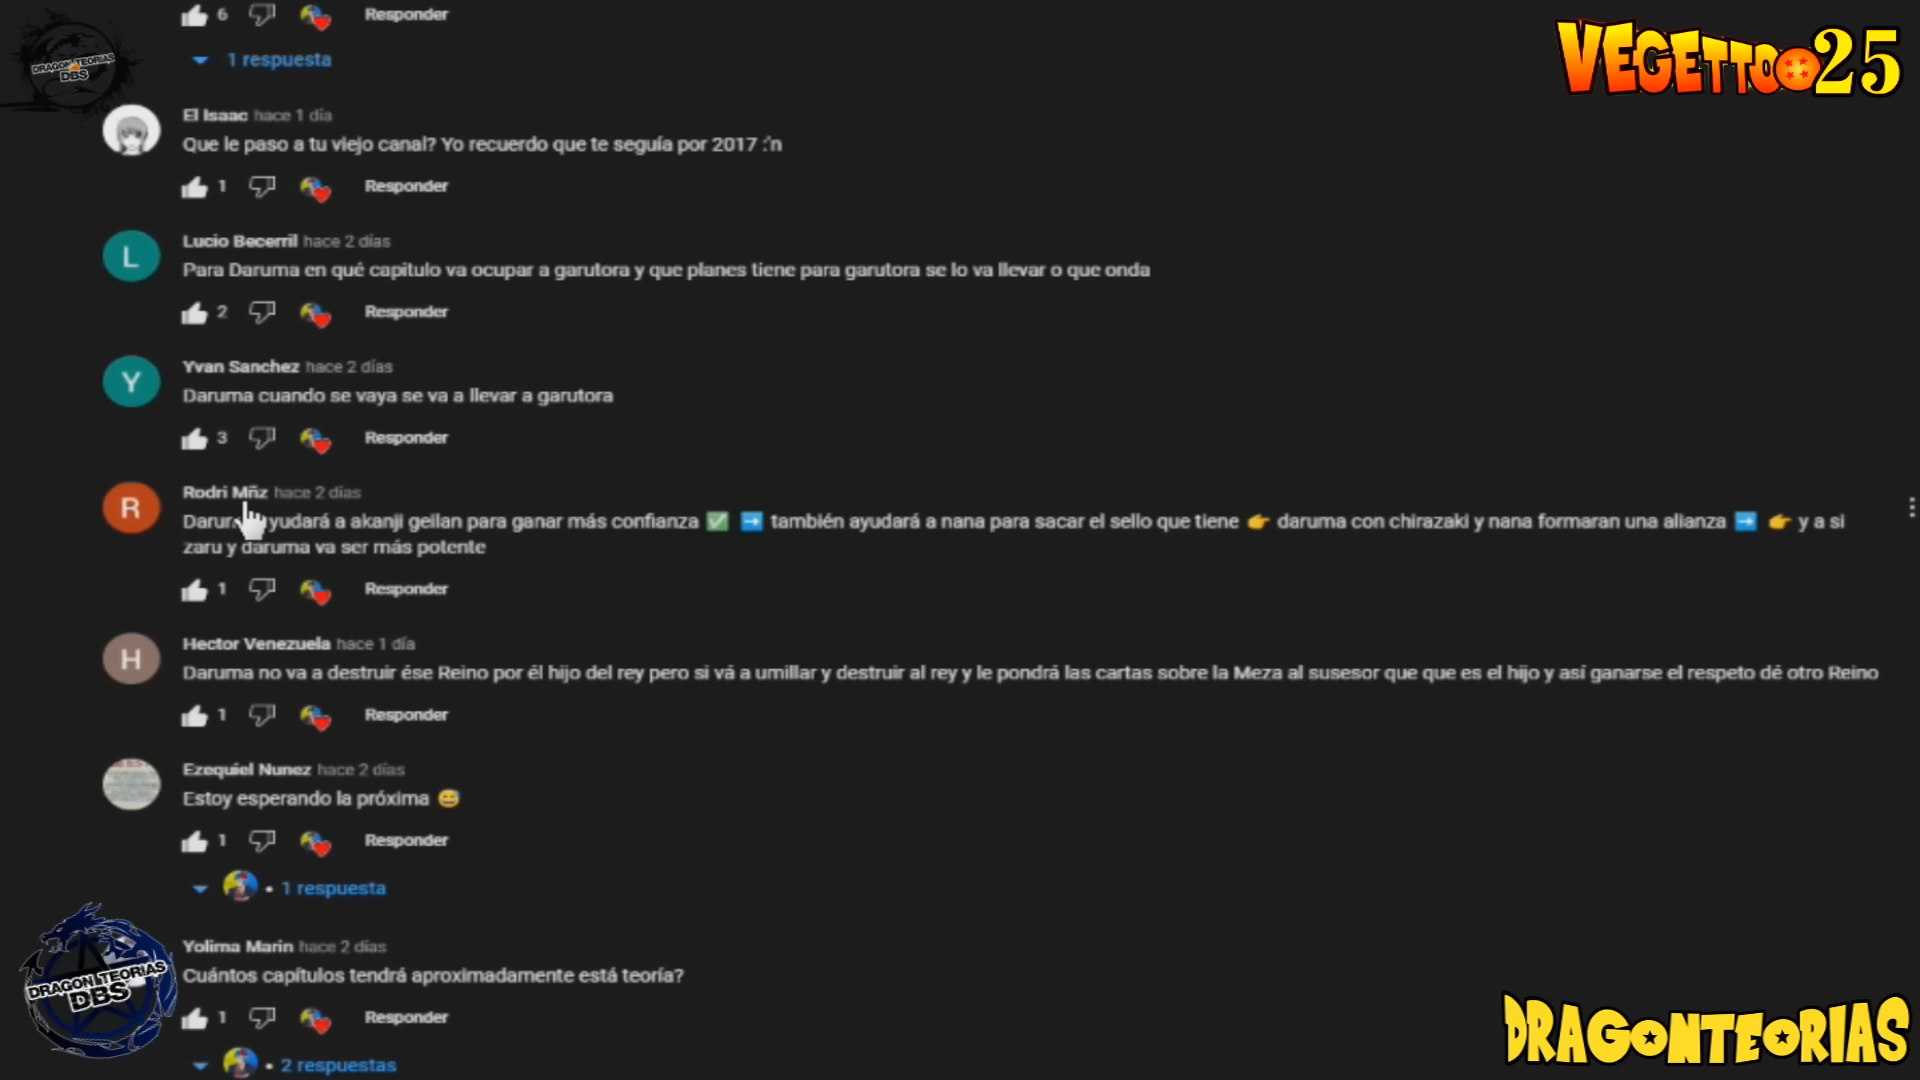 6 Responder
1 respuesta
DRAGON TEORIAS
DBS
VEGETTO 25
El Isaac hace 1 día
Que le paso a tu viejo canal? Yo recuerdo que te seguía por 2017 :'n
1 Responder
Lucio Becerril hace 2 días
L
Para Daruma en qué capitulo va ocupar a garutora y que planes tiene para garutora se lo va llevar o que onda
2 Responder
Yvan Sanchez hace 2 días
Y
Daruma cuando se vaya se va a llevar a garutora
3 Responder
Rodri Mñz hace 2 días
R
yudará a akanji geilan para ganar más confianza ✅ ➡️ también ayudará a nana para sacar el sello que tiene 👉 daruma con chirazaki y nana formaran una alianza ➡️ 👉 y a si
zaru y daruma va ser más potente
1 Responder
Hector Venezuela hace 1 día
H
Daruma no va a destruir ése Reino por él hijo del rey pero si vá a umillar y destruir al rey y le pondrá las cartas sobre la Meza al susesor que que es el hijo y así ganarse el respeto dé otro Reino
1 Responder
Ezequiel Nunez hace 2 días
Estoy esperando la próxima 😅
1 Responder
• 1 respuesta
Yolima Marin hace 2 días
Cuántos capítulos tendrá aproximadamente está teoría?
1 Responder
• 2 respuestas
DRAGON TEORIAS
DBS
DRAGONTEORIAS